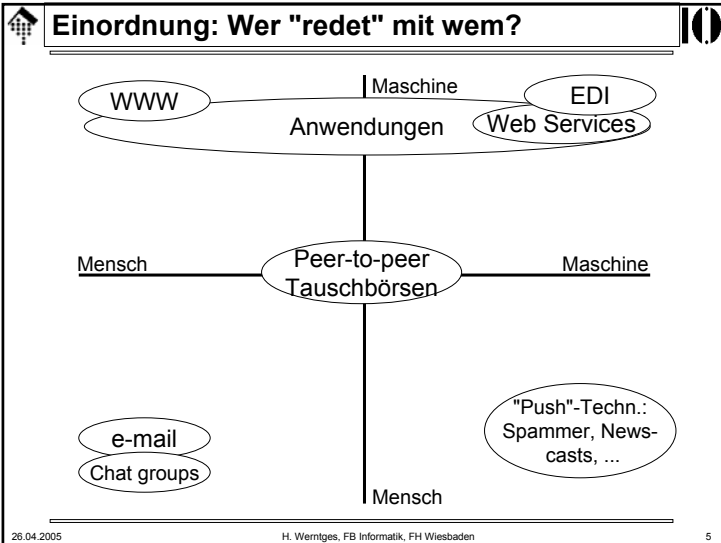 Einordnung: Wer "redet" mit wem?
Maschine
WWW
EDI
Anwendungen
Web Services
Mensch
Peer-to-peer
Tauschbörsen
Maschine
"Push"-Techn.:
Spammer, News-
casts, ...
e-mail
Chat groups
Mensch
26.04.2005
H. Werntges, FB Informatik, FH Wiesbaden
5